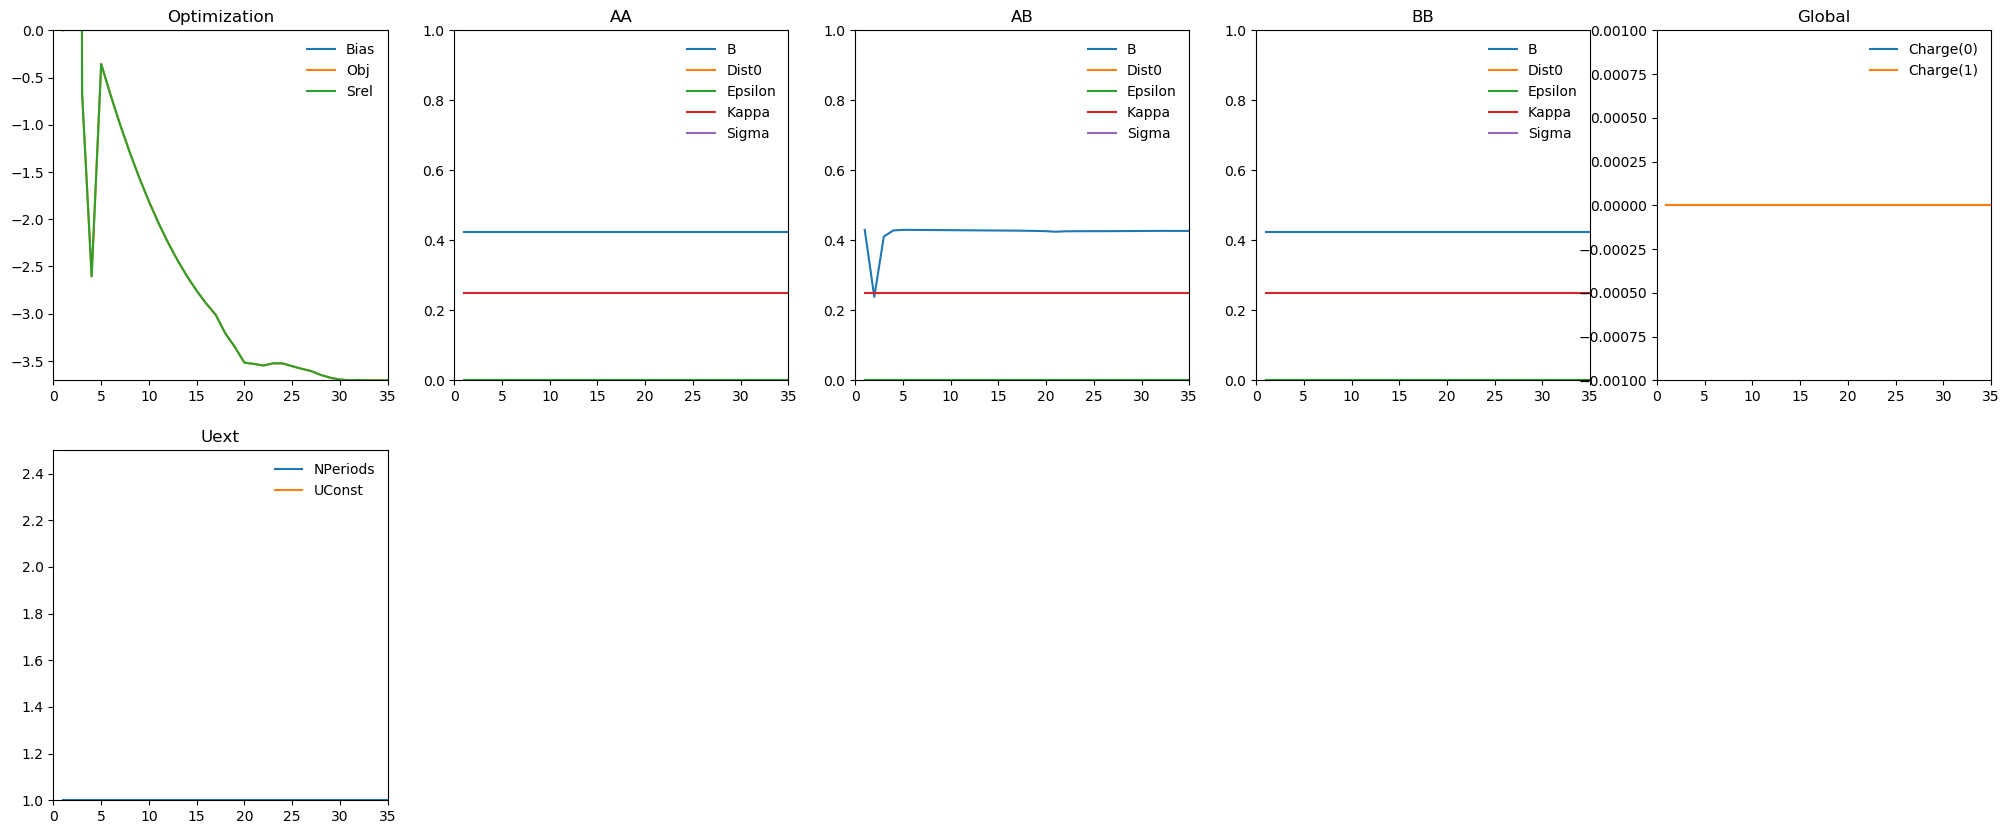 Optimization
0.0
−0.5
−1.0
−1.5
−2.0
−2.5
−3.0
−3.5
0 5 10 15 20 25 30 35
Bias
Obj
Srel
AA
1.0
0.8
0.6
0.4
0.2
0.0
0 5 10 15 20 25 30 35
B
Dist0
Epsilon
Kappa
Sigma
AB
1.0
0.8
0.6
0.4
0.2
0.0
0 5 10 15 20 25 30 35
B
Dist0
Epsilon
Kappa
Sigma
BB
1.0
0.8
0.6
0.4
0.2
0.0
0 5 10 15 20 25 30 35
B
Dist0
Epsilon
Kappa
Sigma
Global
0.00100
0.00075
0.00050
0.00025
0.00000
−0.00025
−0.00050
−0.00075
−0.00100
0 5 10 15 20 25 30 35
Charge(0)
Charge(1)
Uext
2.4
2.2
2.0
1.8
1.6
1.4
1.2
1.0
0 5 10 15 20 25 30 35
NPeriods
UConst